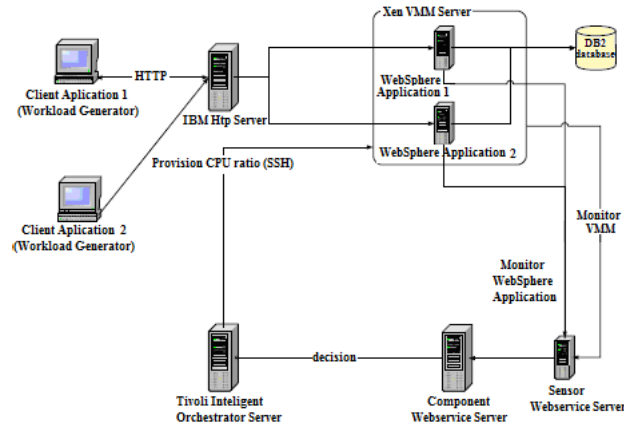 Xen VMM Server
DB2
database
HTTP
Client Aplication 1
(Workload Generator)
IBM Http Server
WebSphere
Application 1
WebSphere Application 2
Provision CPU ratio (SSH)
Client Aplication 2
(Workload Generator)
Monitor
VMM
Monitor
WebSphere
Application
decision
Tivoli Inteligent
Orchestrator Server
Component
Webservice Server
Sensor
Webservice Server